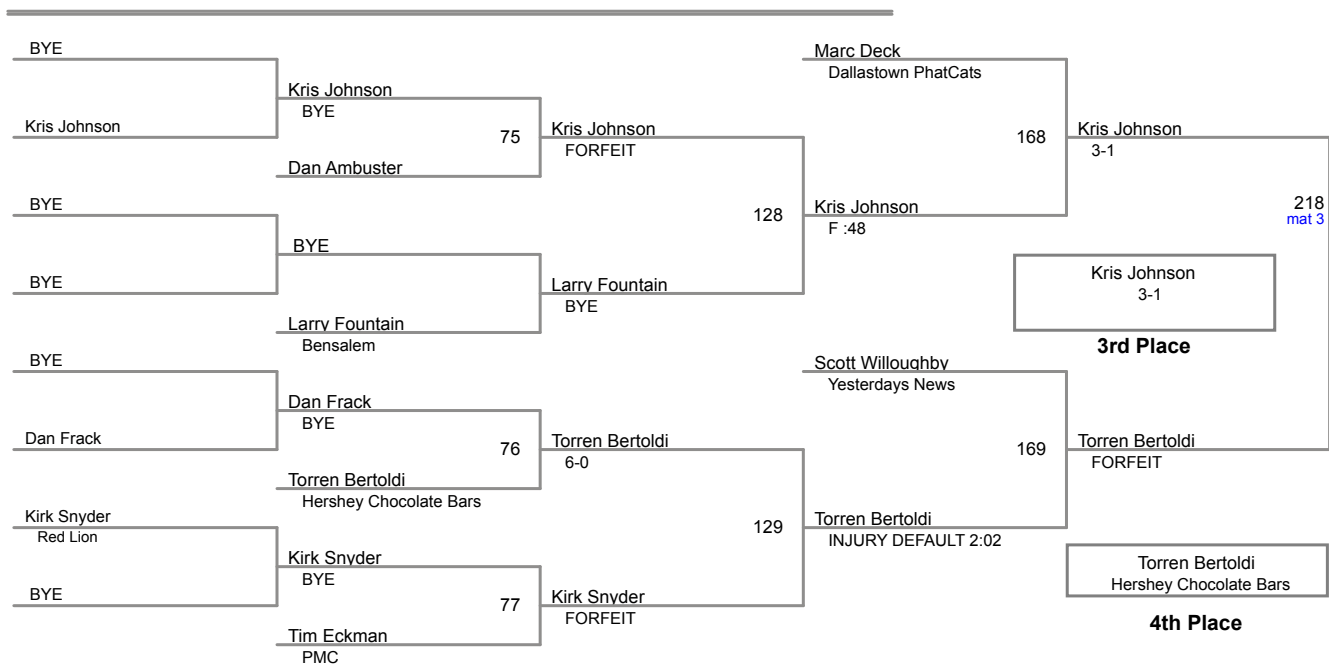 BYE
Kris Johnson
BYE
BYE
BYE
Dan Frack
Kirk Snyder
Red Lion
BYE
Kris Johnson
BYE
75
Dan Ambuster
BYE
Larry Fountain
Bensalem
Dan Frack
BYE
76
Torren Bertoldi
Hershey Chocolate Bars
Kirk Snyder
BYE
77
Tim Eckman
PMC
Kris Johnson
FORFEIT
128
Larry Fountain
BYE
Torren Bertoldi
6-0
129
Kirk Snyder
FORFEIT
Marc Deck
Dallastown PhatCats
168
Kris Johnson
F :48
Scott Willoughby
Yesterdays News
169
Torren Bertoldi
INJURY DEFAULT 2:02
Kris Johnson
3-1
218
mat 3
Torren Bertoldi
FORFEIT
Kris Johnson
3-1
3rd Place
Torren Bertoldi
Hershey Chocolate Bars
4th Place